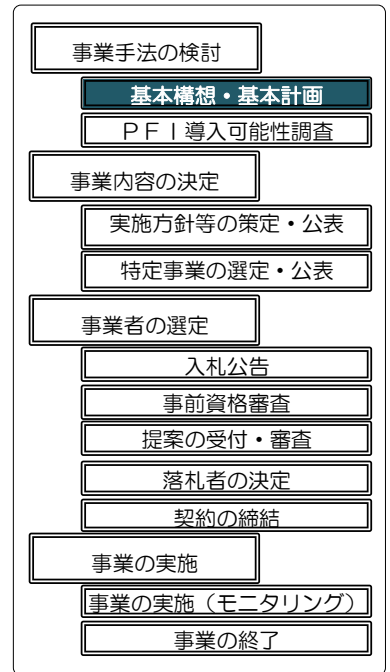 事業手法の検討
基本構想・基本計画
ＰＦＩ導入可能性調査
事業内容の決定
実施方針等の策定・公表
特定事業の選定・公表
事業者の選定
入札公告
事前資格審査
提案の受付・審査
落札者の決定
契約の締結
事業の実施
事業の実施（モニタリング）
事業の終了